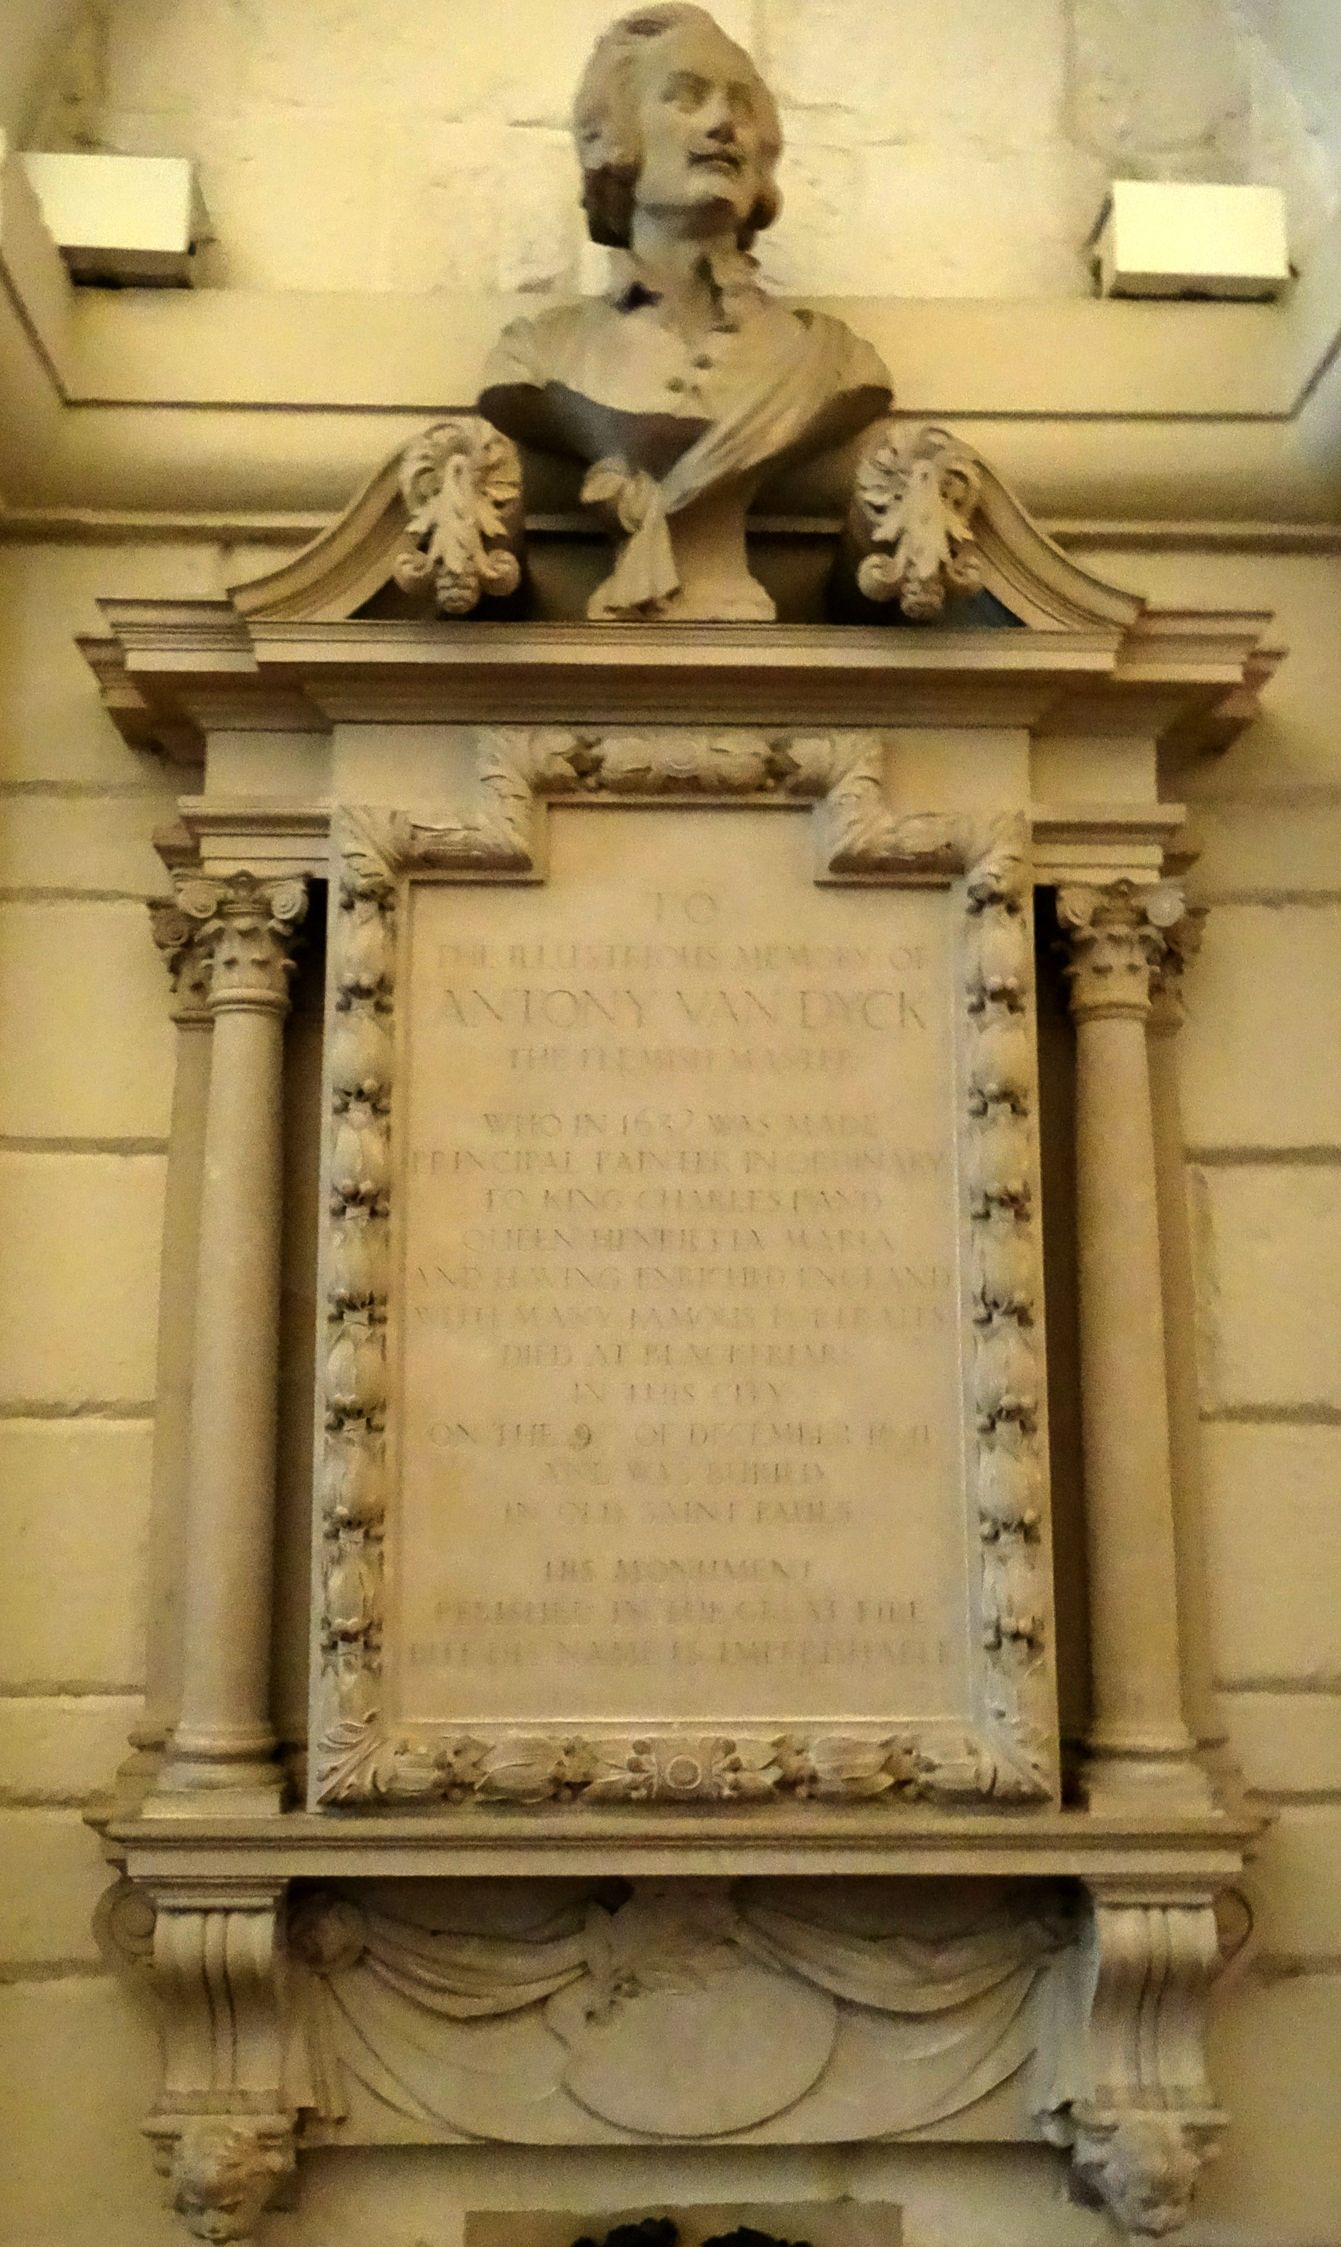 TO
THE ILLUSTRIOUS MEMORY OF
ANTONY VAN DYCK
THE FLEMISH MASTER
WHO IN 1632 WAS MADE
PRINCIPAL PAINTER IN ORDINARY
TO KING CHARLES I AND
QUEEN HENRIETTA MARIA
AND HAVING ENRICHED ENGLAND
WITH MANY FAMOUS PORTRAITS
DIED AT BLACKFRIARS
IN THIS CITY
ON THE 9 OF DECEMBER 1641
AND WAS BURIED
IN OLD SAINT PAULS
HIS MONUMENT
PERISHED IN THE GREAT FIRE
BUT HIS NAME IS IMPERISHABLE